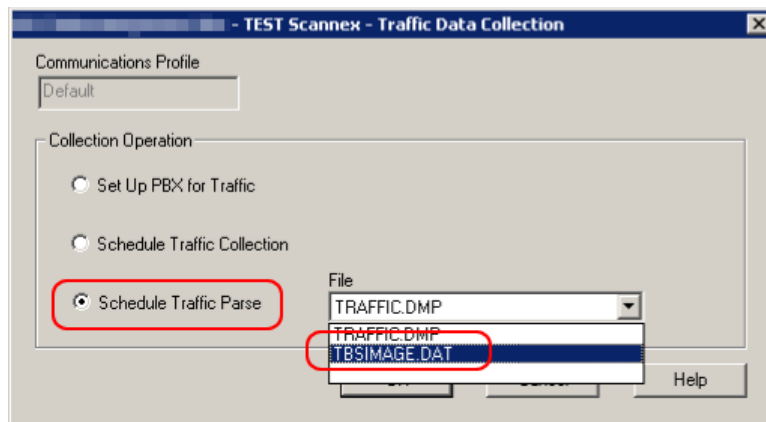 - TEST Scannex - Traffic Data Collection
Communications Profile
Default
Collection Operation
Set Up PBX for Traffic
Schedule Traffic Collection
Schedule Traffic Parse
File
TRAFFIC.DMP
TRAFFIC.DMP
TBSIMAGE.DAT
Help